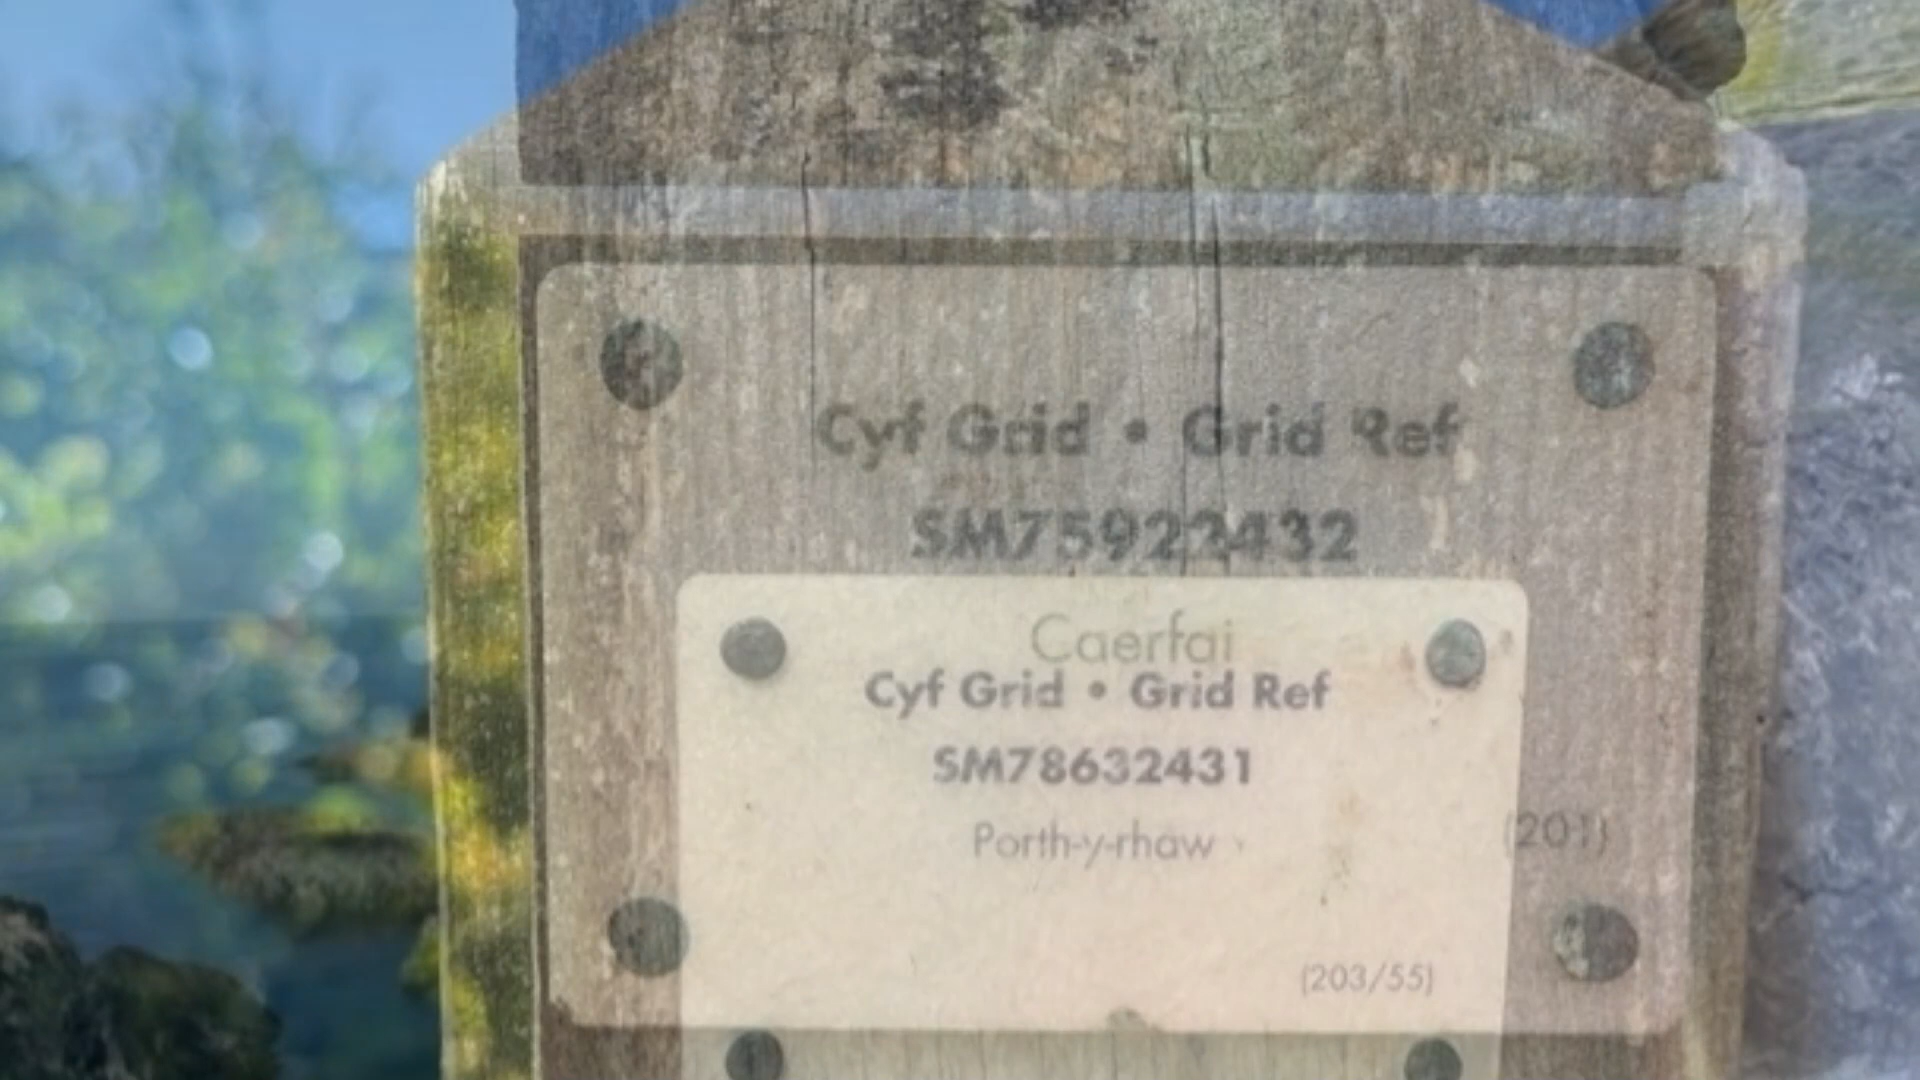 Cyf Grid • Grid Ref
SM75922432
Caerfai
Cyf Grid • Grid Ref
SM78632431
Porth-y-rhaw
(201)
(203/55)